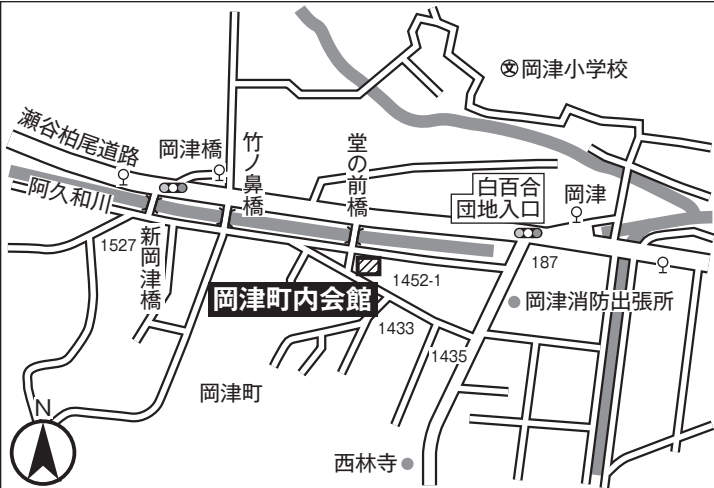 岡津小学校
瀬谷柏尾道路
岡津橋
竹ノ鼻橋
堂の前橋
白百合
団地入口
岡津
阿久和川
1527
新岡津橋
187
1452-1
岡津町内会館
岡津消防出張所
1433
1435
岡津町
N
西林寺